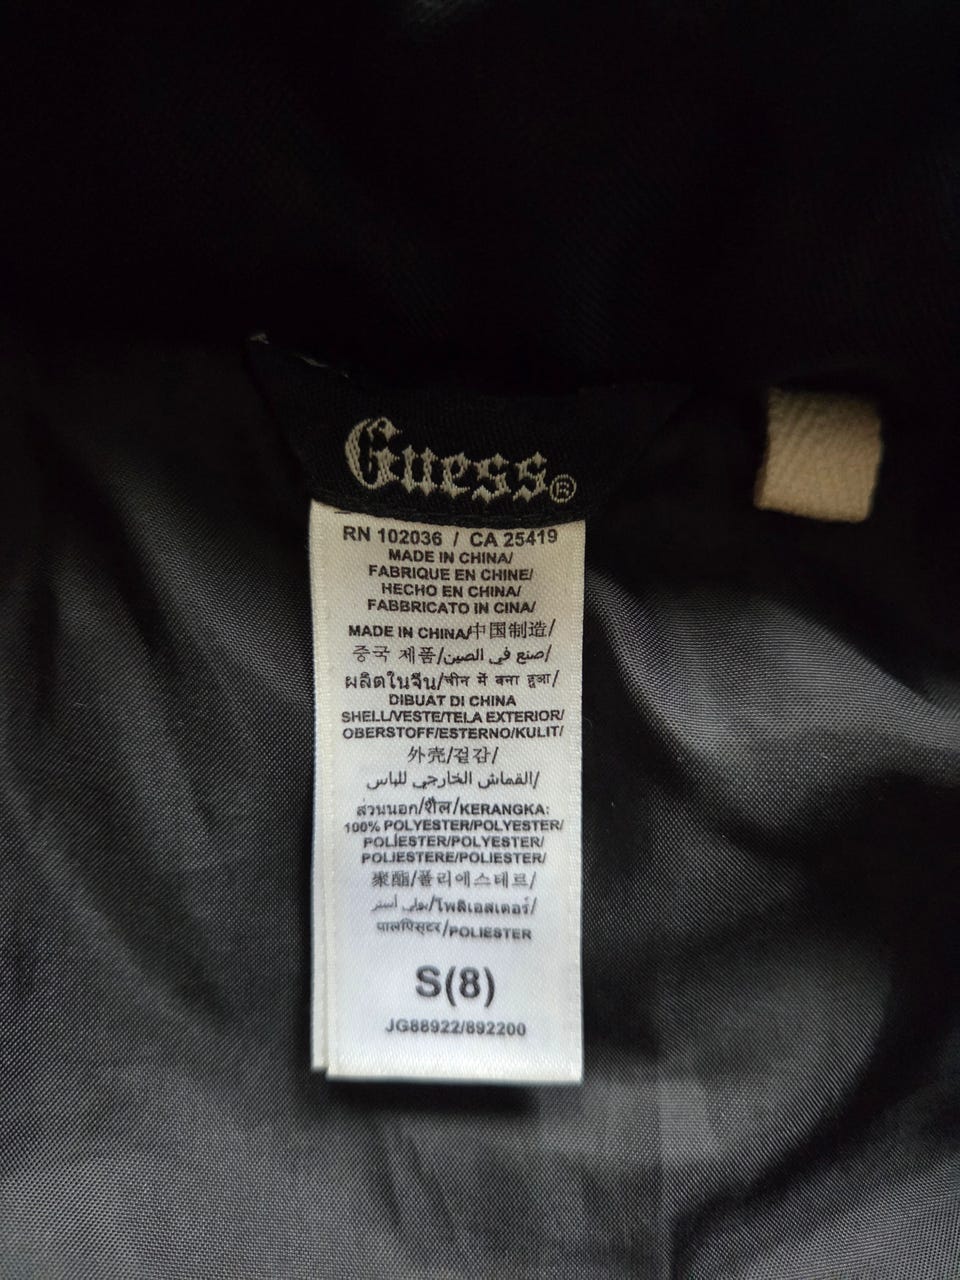 Guess®
RN 102036 / CA 25419
MADE IN CHINA/
FABRIQUE EN CHINE/
HECHO EN CHINA/
FABBRICATO IN CINA/
MADE IN CHINA/中国制造/
중국 제품/صنع في الصين/
ผลิตในจีน/चीन में बना हुआ/
DIBUAT DI CHINA
SHELL/VESTE/TELA EXTERIOR/
OBERSTOFF/ESTERNO/KULIT/
外壳/겉감/
القماش الخارجي للباس/
ส่วนนอก/शैल/KERANGKA:
100% POLYESTER/POLYESTER/
POLIESTER/POLYESTER/
POLIESTERE/POLIESTER/
聚酯/폴리에스테르/
بولي أستر/โพลิเอสเตอร์/
पालिएस्टर/POLIESTER
S(8)
JG88922/892200